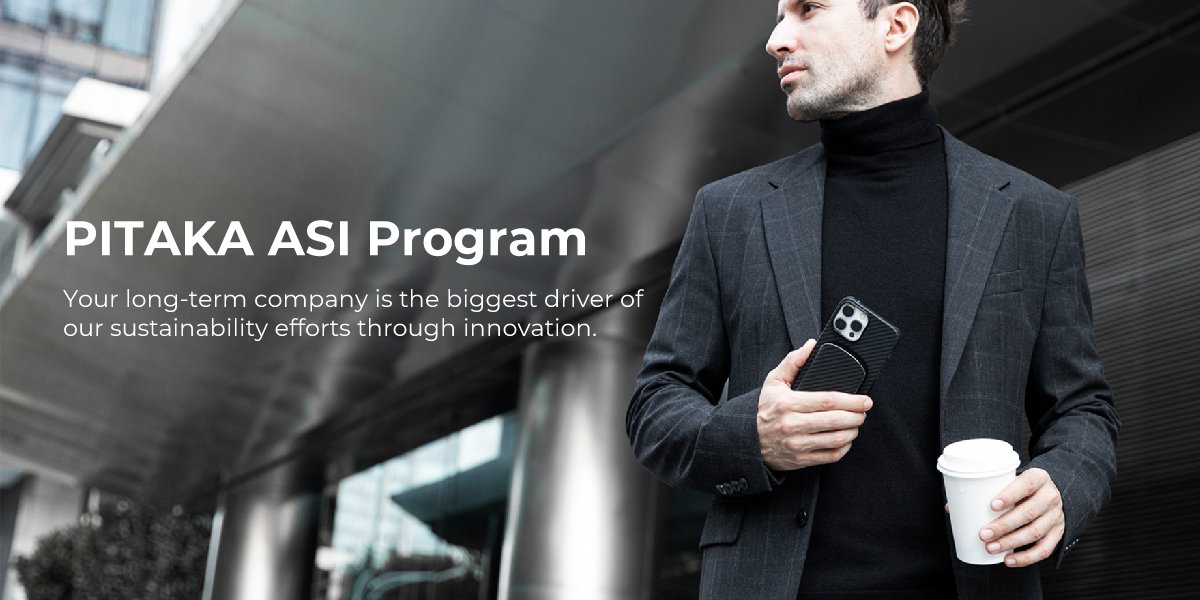 PITAKA ASI Program
Your long-term company is the biggest driver of
our sustainability efforts through innovation.